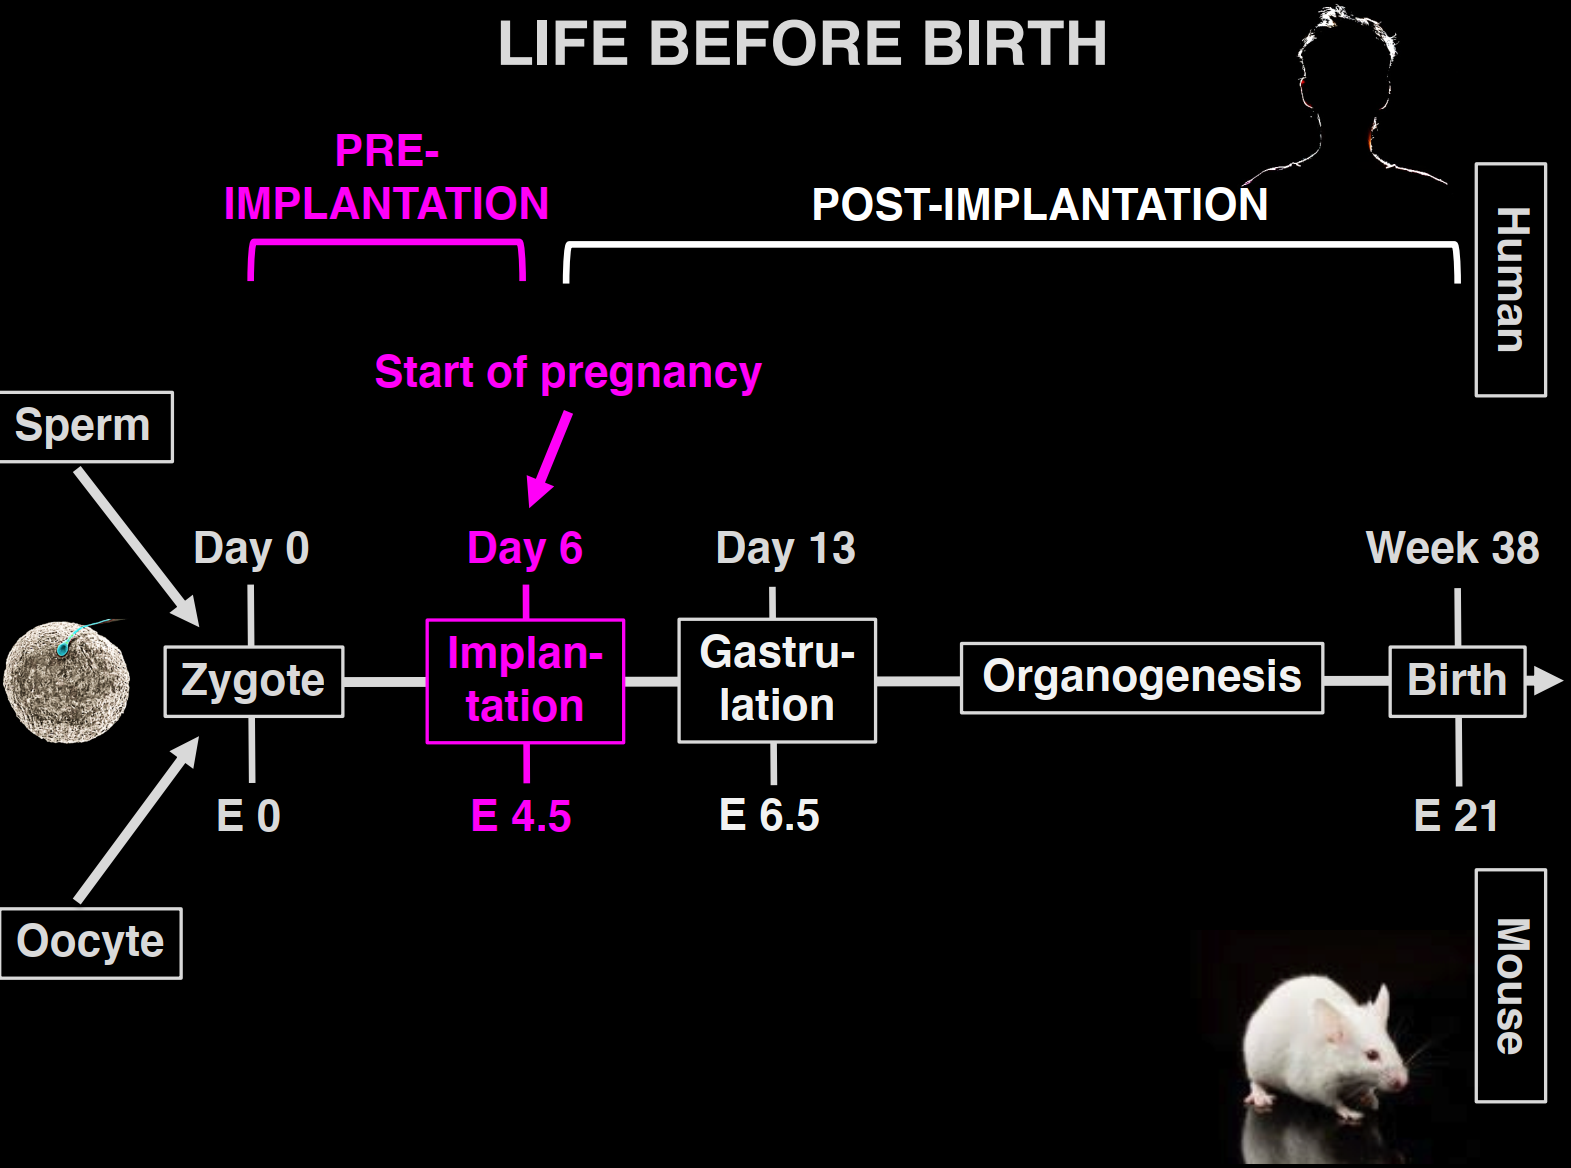 LIFE BEFORE BIRTH
PRE-
IMPLANTATION
POST-IMPLANTATION
Human
Start of pregnancy
Sperm
Day 0
Day 6
Day 13
Week 38
Zygote
Implan-
tation
Gastru-
lation
Organogenesis
Birth
E 0
E 4.5
E 6.5
E 21
Oocyte
Mouse